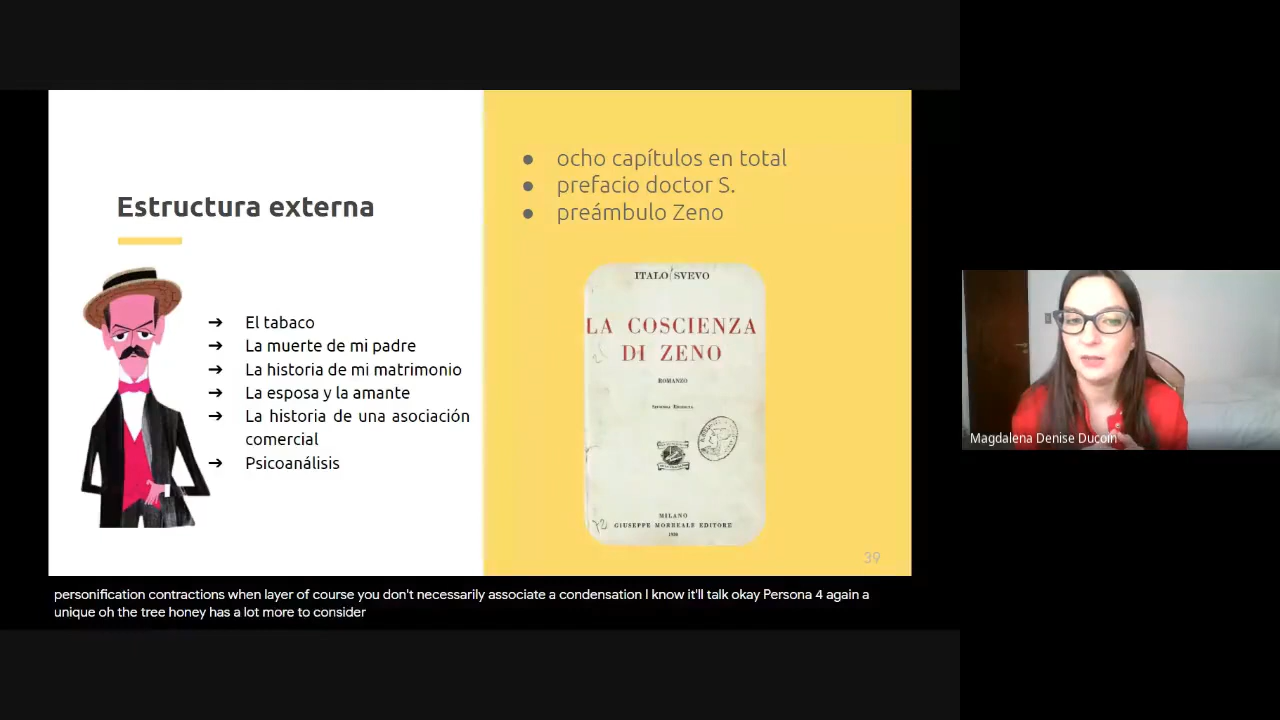 Estructura externa
➔ El tabaco
➔ La muerte de mi padre
➔ La historia de mi matrimonio
➔ La esposa y la amante
➔ La historia de una asociación
comercial
➔ Psicoanálisis
● ocho capítulos en total
● prefacio doctor S.
● preámbulo Zeno
ITALO SVEVO
LA COSCIENZA
DI ZENO
ROMANZO
MILANO
GIUSEPPE MORREALE EDITORE
39
Magdalena Denise Ducoin
personification contractions when layer of course you don't necessarily associate a condensation I know it'll talk okay Persona 4 again a
unique oh the tree honey has a lot more to consider